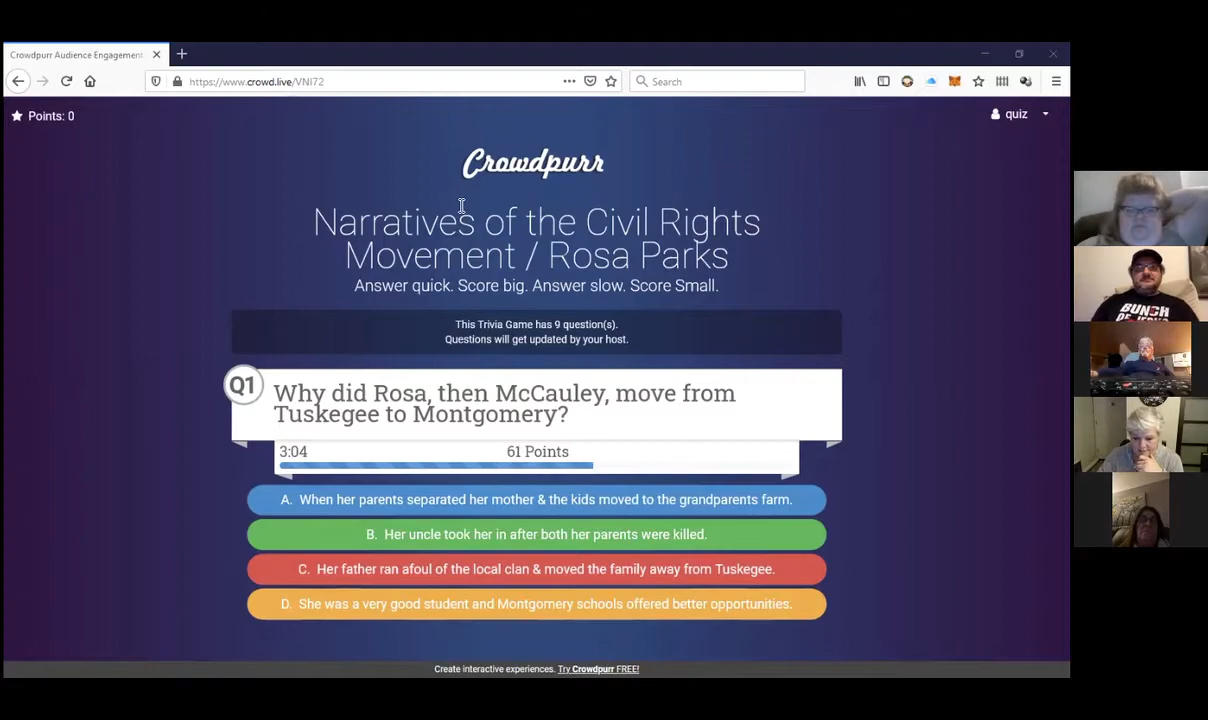 Crowdpurr Audience Engagement
https://www.crowd.live/VNI72
Search
Points: 0
quiz
Crowdpurr
Narratives of the Civil Rights
Movement / Rosa Parks
Answer quick. Score big. Answer slow. Score Small.
This Trivia Game has 9 question(s).
Questions will get updated by your host.
Q1
Why did Rosa, then McCauley, move from
Tuskegee to Montgomery?
3:04
61 Points
A. When her parents separated her mother & the kids moved to the grandparents farm.
B. Her uncle took her in after both her parents were killed.
C. Her father ran afoul of the local clan & moved the family away from Tuskegee.
D. She was a very good student and Montgomery schools offered better opportunities.
Create interactive experiences. Try Crowdpurr FREE!
BUNCH